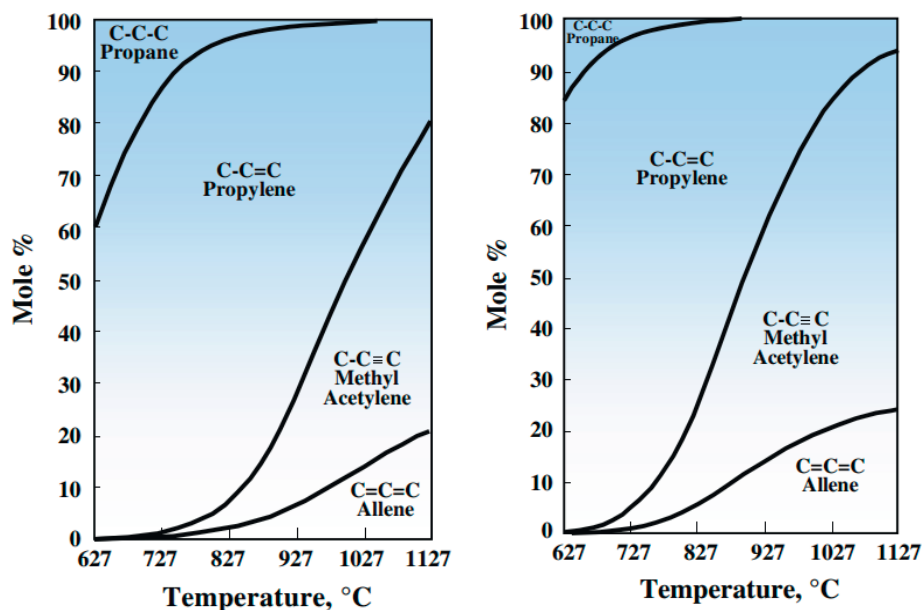 100
90
80
70
60
50
40
30
20
10
0
Mole %
C-C-C
Propane
C-C=C
Propylene
C-C≡C
Methyl
Acetylene
C=C=C
Allene
627 727 827 927 1027 1127
Temperature, °C
100
90
80
70
60
50
40
30
20
10
0
Mole %
C-C-C
Propane
C-C=C
Propylene
C-C≡C
Methyl
Acetylene
C=C=C
Allene
627 727 827 927 1027 1127
Temperature, °C